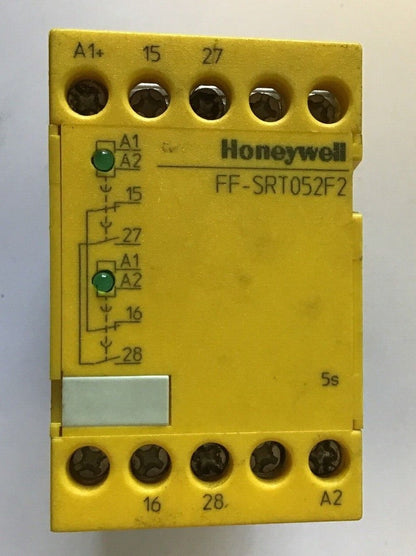 A1+ 15 27
Honeywell
FF-SRT052F2
A1
A2
15
27
A1
A2
16
28
5s
16 28 A2